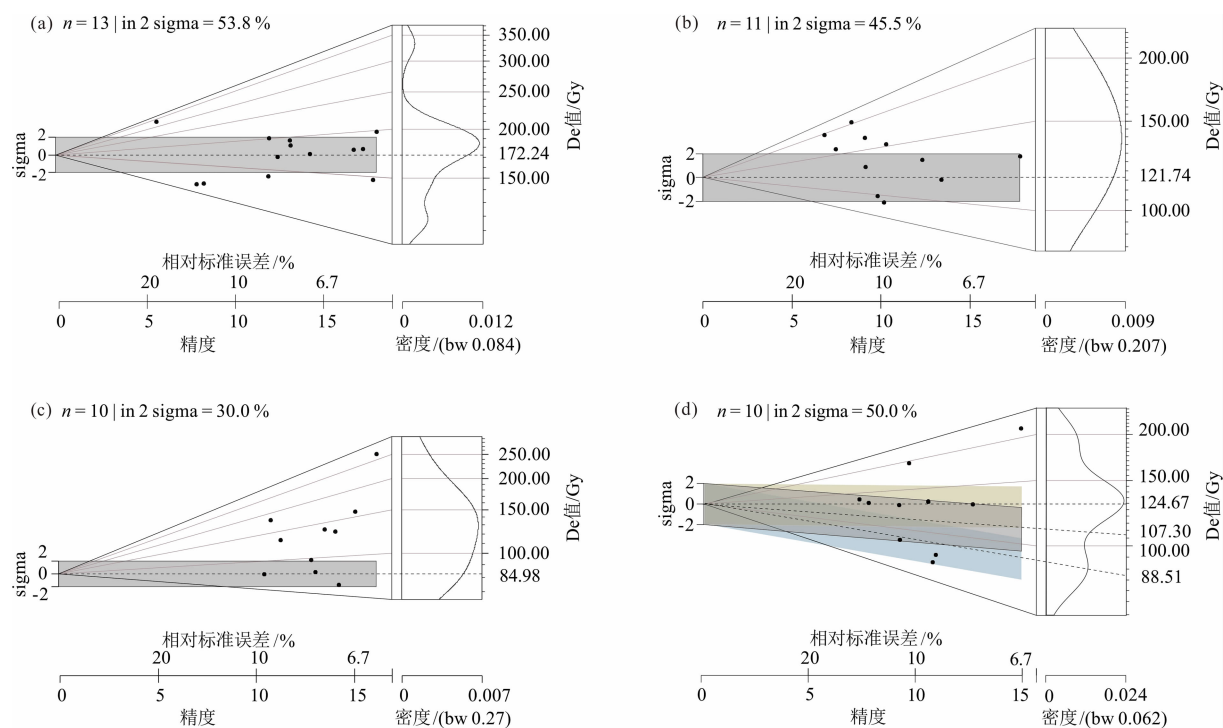 (a) n = 13 | in 2 sigma = 53.8 %
350.00
300.00
250.00
200.00
172.24
150.00
De值/Gy
sigma
2
0
-2
相对标准误差/%
20 10 6.7
0 5 10 15
精度
0 0.012
密度/(bw 0.084)
(b) n = 11 | in 2 sigma = 45.5 %
200.00
150.00
121.74
100.00
De值/Gy
sigma
2
0
-2
相对标准误差/%
20 10 6.7
0 5 10 15
精度
0 0.009
密度/(bw 0.207)
(c) n = 10 | in 2 sigma = 30.0 %
250.00
200.00
150.00
100.00
84.98
De值/Gy
sigma
2
0
-2
相对标准误差/%
20 10 6.7
0 5 10 15
精度
0 0.007
密度/(bw 0.27)
(d) n = 10 | in 2 sigma = 50.0 %
200.00
150.00
124.67
107.30
100.00
88.51
De值/Gy
sigma
2
0
-2
相对标准误差/%
20 10 6.7
0 5 10 15
精度
0 0.024
密度/(bw 0.062)